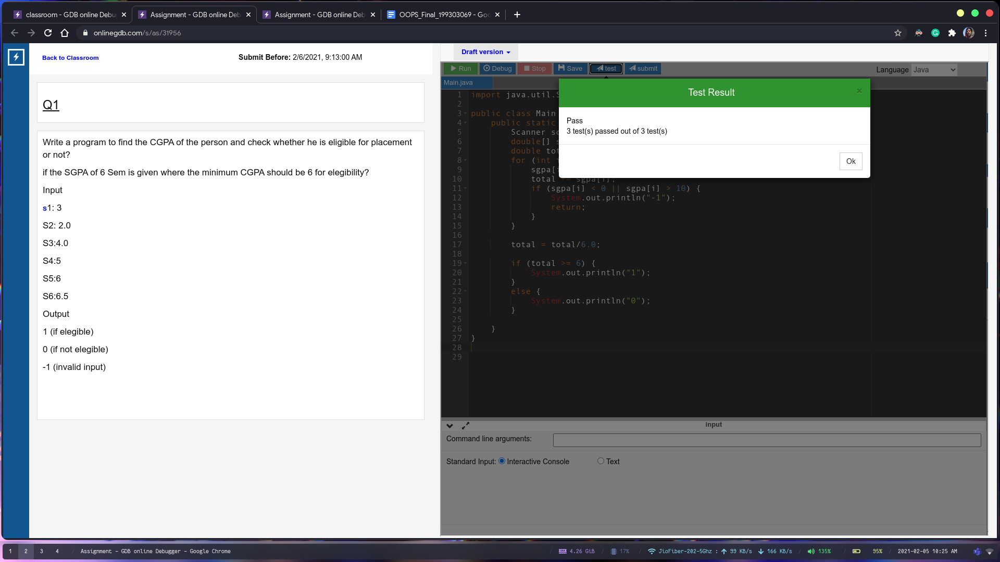 classroom - GDB online Debu
Assignment - GDB online Deb
Assignment - GDB online Deb
OOPS_Final_199303069 - Goo
onlinegdb.com/s/as/31956
Back to Classroom
Submit Before: 2/6/2021, 9:13:00 AM
Q1
Write a program to find the CGPA of the person and check whether he is eligible for placement
or not?
if the SGPA of 6 Sem is given where the minimum CGPA should be 6 for elegibility?
Input
s1: 3
S2: 2.0
S3:4.0
S4:5
S5:6
S6:6.5
Output
1 (if elegible)
0 (if not elegible)
-1 (invalid input)
Draft version
Run Debug Stop Save test submit
Language Java
Main.java
Test Result
×
Pass
3 test(s) passed out of 3 test(s)
Ok
1 import java.util.S
2
3 public class Main
4 public static
5 Scanner sc
6 double[] s
7 double tot
8 for (int i
9 sgpa[i
10 total += sgpa[i];
11 if (sgpa[i] < 0 || sgpa[i] > 10) {
12 System.out.println("-1");
13 return;
14 }
15 }
16
17 total = total/6.0;
18
19 if (total >= 6) {
20 System.out.println("1");
21 }
22 else {
23 System.out.println("0");
24 }
25
26 }
27 }
28
29
input
Command line arguments:
Standard Input: Interactive Console Text
1 2 3 4 / Assignment - GDB online Debugger - Google Chrome
/ 4.26 GiB / 17% / JioFiber-202-5Ghz : 99 KB/s 166 KB/s / 135% / 95% / 2021-02-05 10:25 AM